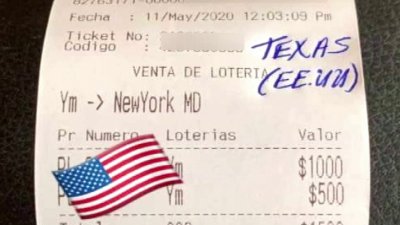 Fecha : 11/May/2020 12:03:09 Pm
Ticket No:
Codigo :
TEXAS
(EE.UU)
VENTA DE LOTERIA
Ym -> NewYork MD
Pr Numero Loterias Valor
Ym $1000
Ym $500